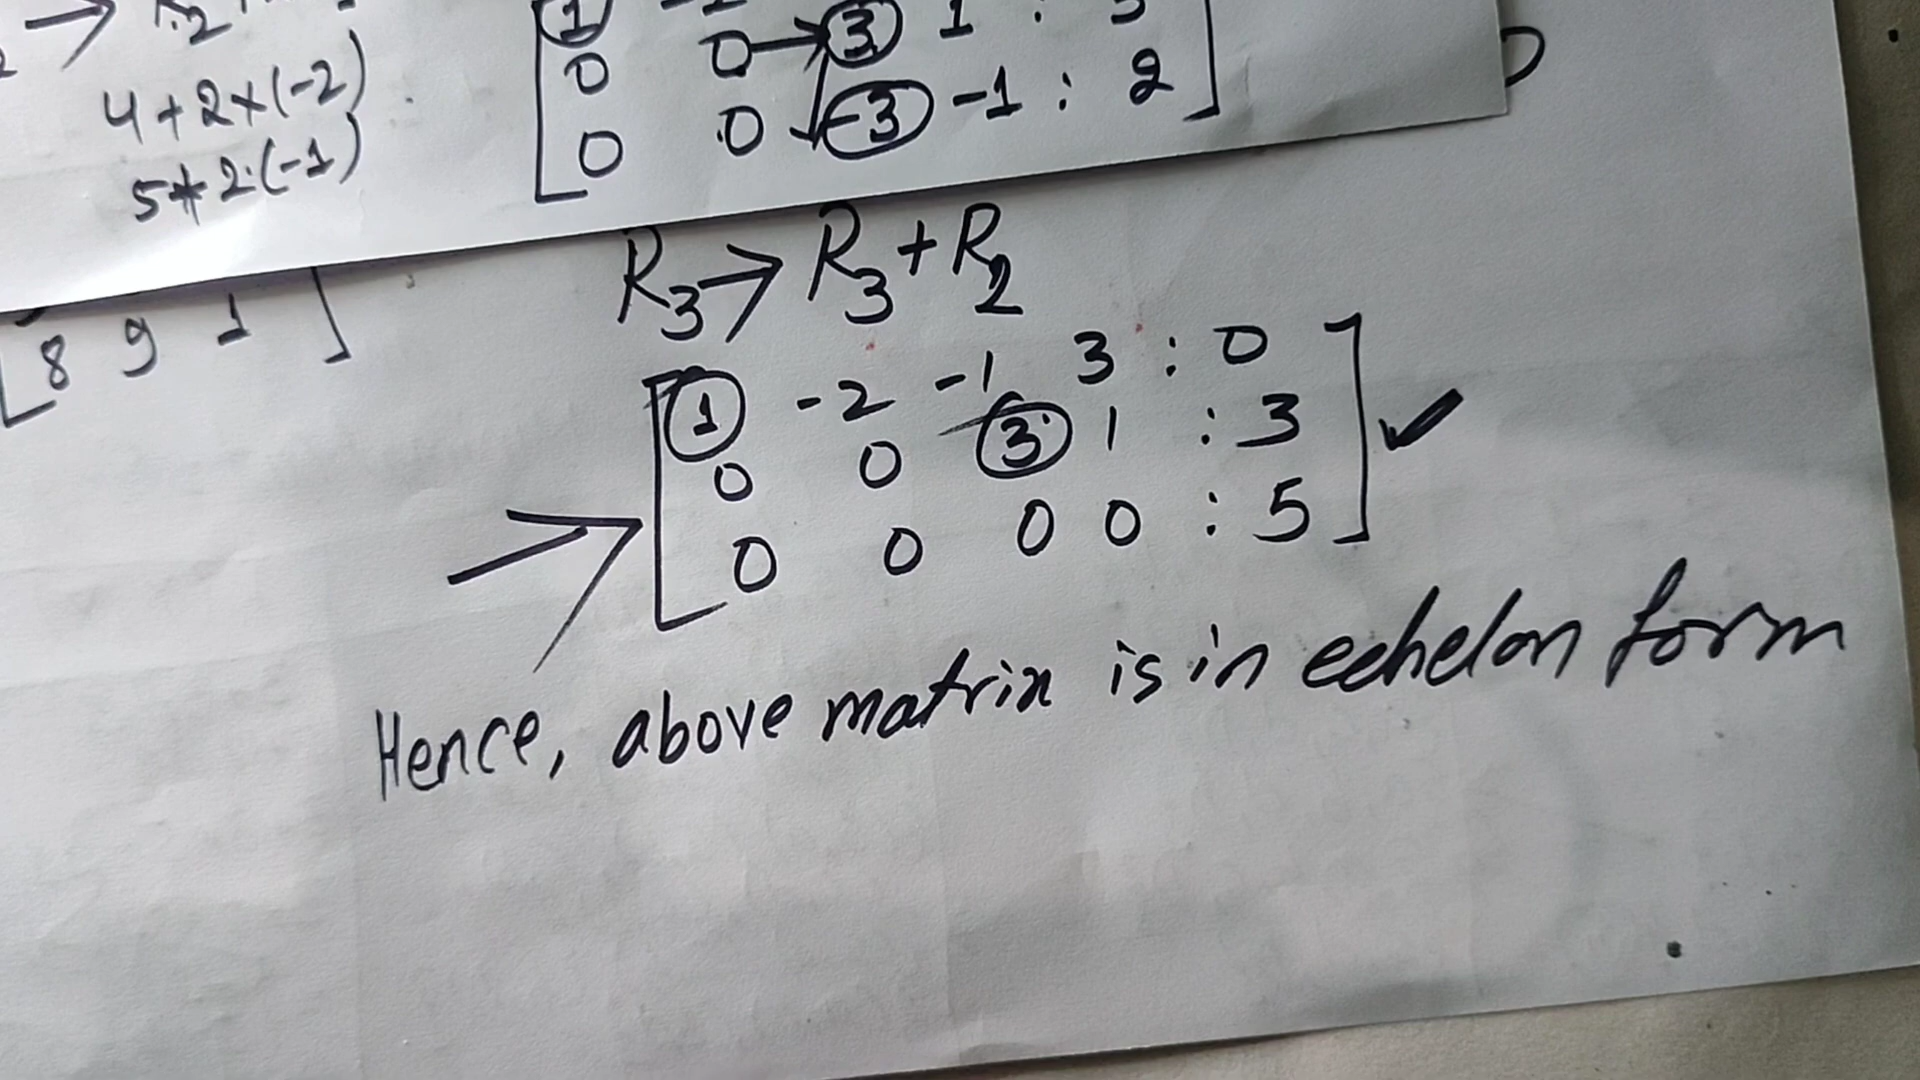 4+2×(-2)
5*2·(-1)
0 0 → 3 1 : 3
0 0 -3 -1 : 2
8 9 1
R3 → R3 + R2
1 -2 -1 3 : 0
0 0 3 1 : 3
0 0 0 0 : 5
Hence, above matrix is in echelon form